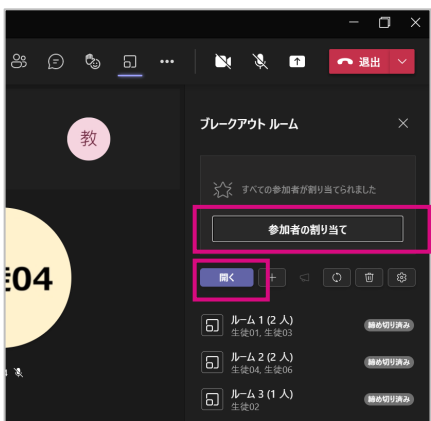 退出
教
ブレークアウト ルーム
すべての参加者が割り当てられました
参加者の割り当て
徒04
開く
ルーム 1 (2 人)
生徒01, 生徒03
締め切り済み
ルーム 2 (2 人)
生徒04, 生徒06
締め切り済み
ルーム 3 (1 人)
生徒02
締め切り済み